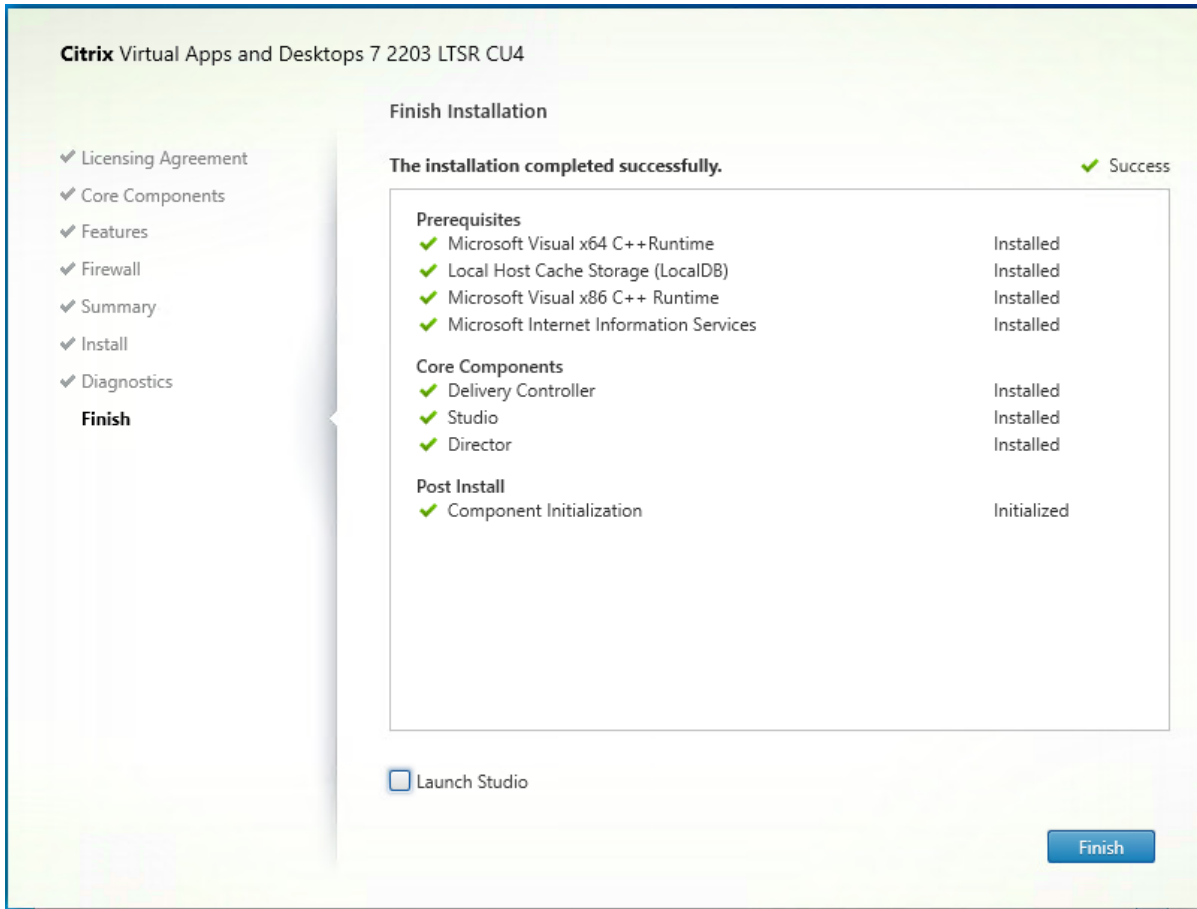 Citrix Virtual Apps and Desktops 7 2203 LTSR CU4
Licensing Agreement
Core Components
Features
Firewall
Summary
Install
Diagnostics
Finish
Finish Installation
The installation completed successfully. Success
Prerequisites
Microsoft Visual x64 C++Runtime Installed
Local Host Cache Storage (LocalDB) Installed
Microsoft Visual x86 C++ Runtime Installed
Microsoft Internet Information Services Installed
Core Components
Delivery Controller Installed
Studio Installed
Director Installed
Post Install
Component Initialization Initialized
Launch Studio
Finish